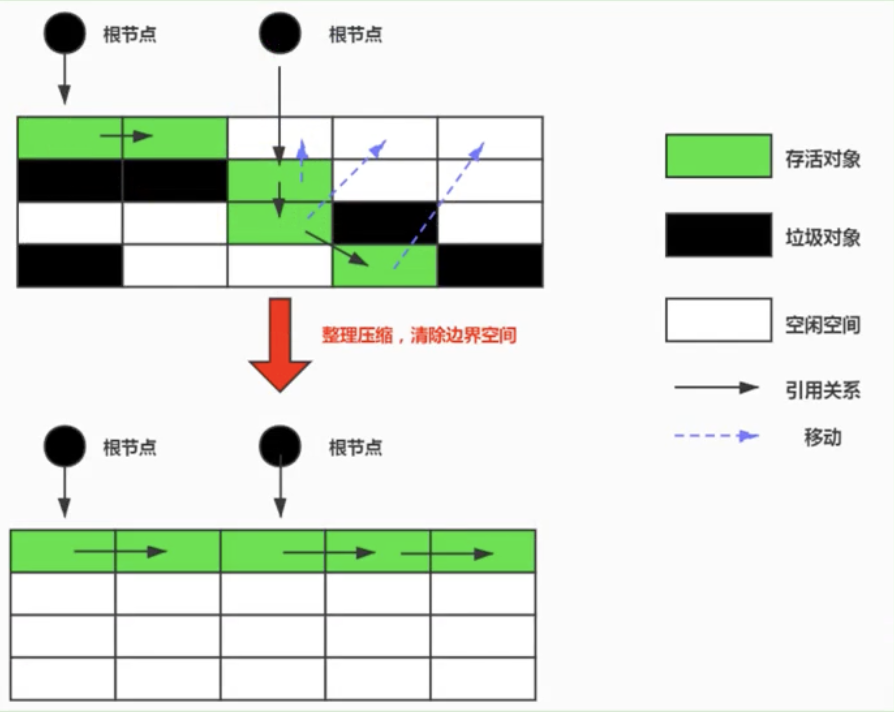 根节点
根节点
存活对象
垃圾对象
空闲空间
整理压缩，清除边界空间
引用关系
移动
根节点
根节点